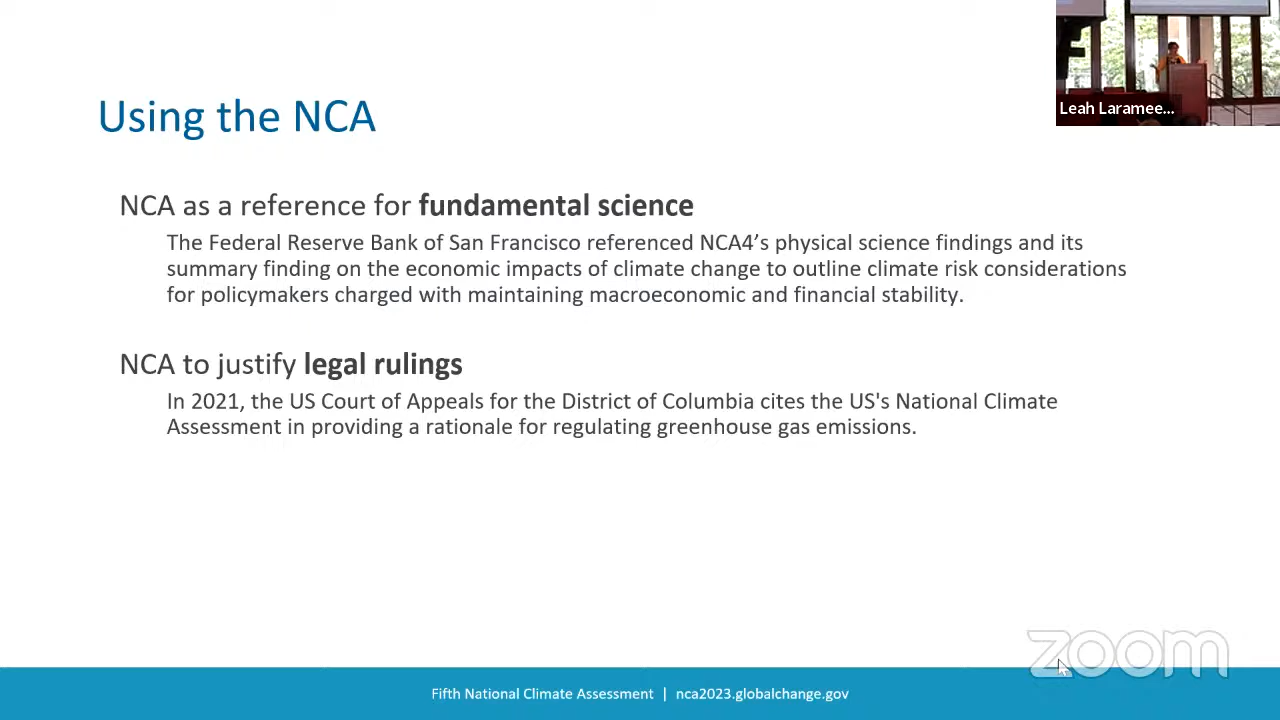 Leah Laramee...
Using the NCA
NCA as a reference for fundamental science
The Federal Reserve Bank of San Francisco referenced NCA4’s physical science findings and its
summary finding on the economic impacts of climate change to outline climate risk considerations
for policymakers charged with maintaining macroeconomic and financial stability.
NCA to justify legal rulings
In 2021, the US Court of Appeals for the District of Columbia cites the US's National Climate
Assessment in providing a rationale for regulating greenhouse gas emissions.
zoom
Fifth National Climate Assessment | nca2023.globalchange.gov